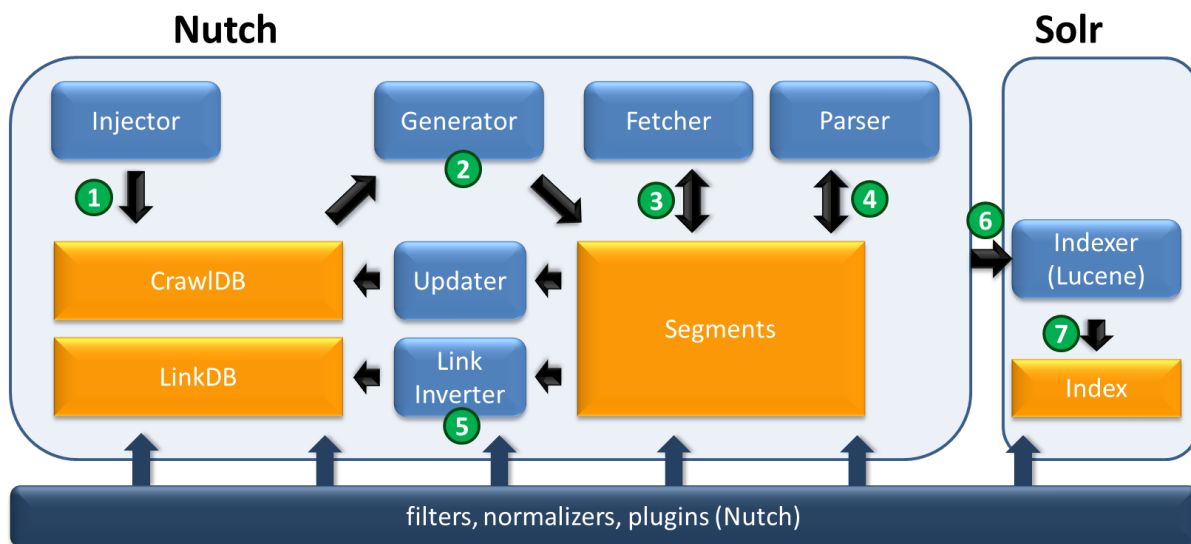 Nutch
Solr
Injector
Generator
Fetcher
Parser
1
2
3
4
6
CrawlDB
Updater
Segments
Indexer
(Lucene)
LinkDB
Link
Inverter
5
7
Index
filters, normalizers, plugins (Nutch)